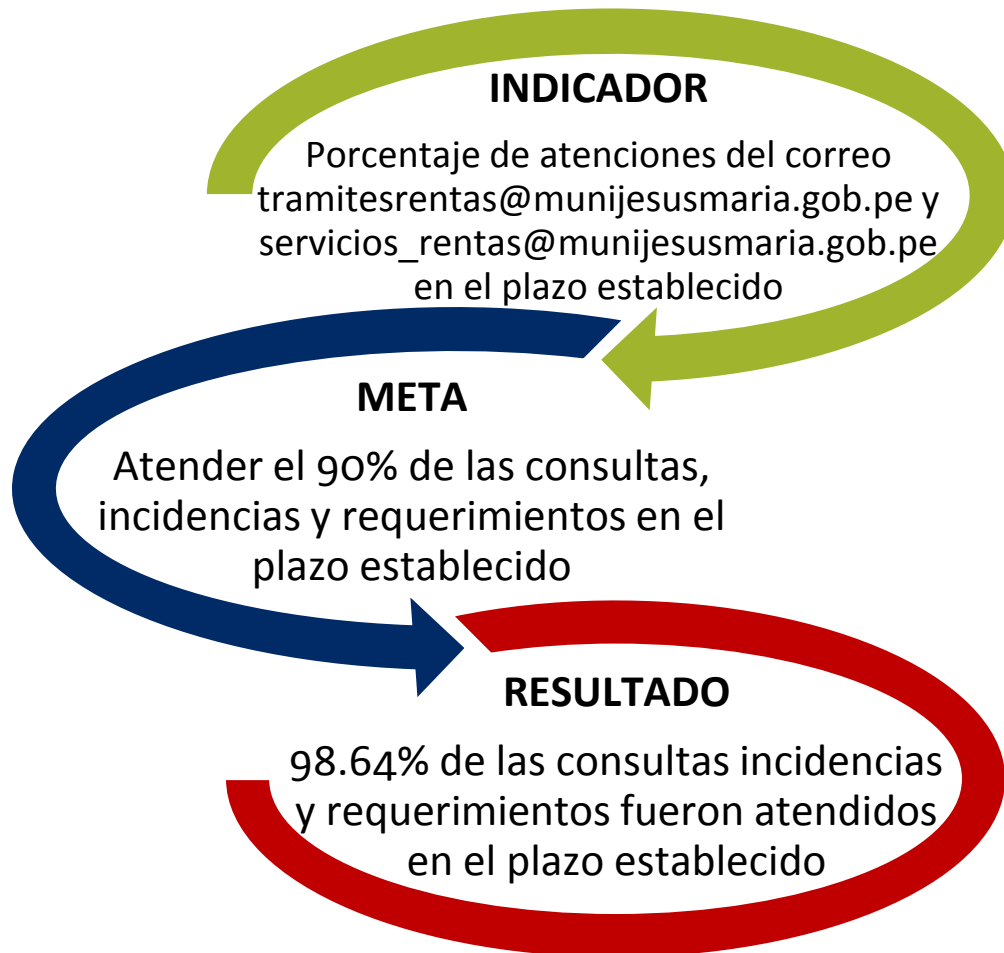 INDICADOR
Porcentaje de atenciones del correo
tramitesrentas@munijesusmaria.gob.pe y
servicios_rentas@munijesusmaria.gob.pe
en el plazo establecido
META
Atender el 90% de las consultas,
incidencias y requerimientos en el
plazo establecido
RESULTADO
98.64% de las consultas incidencias
y requerimientos fueron atendidos
en el plazo establecido